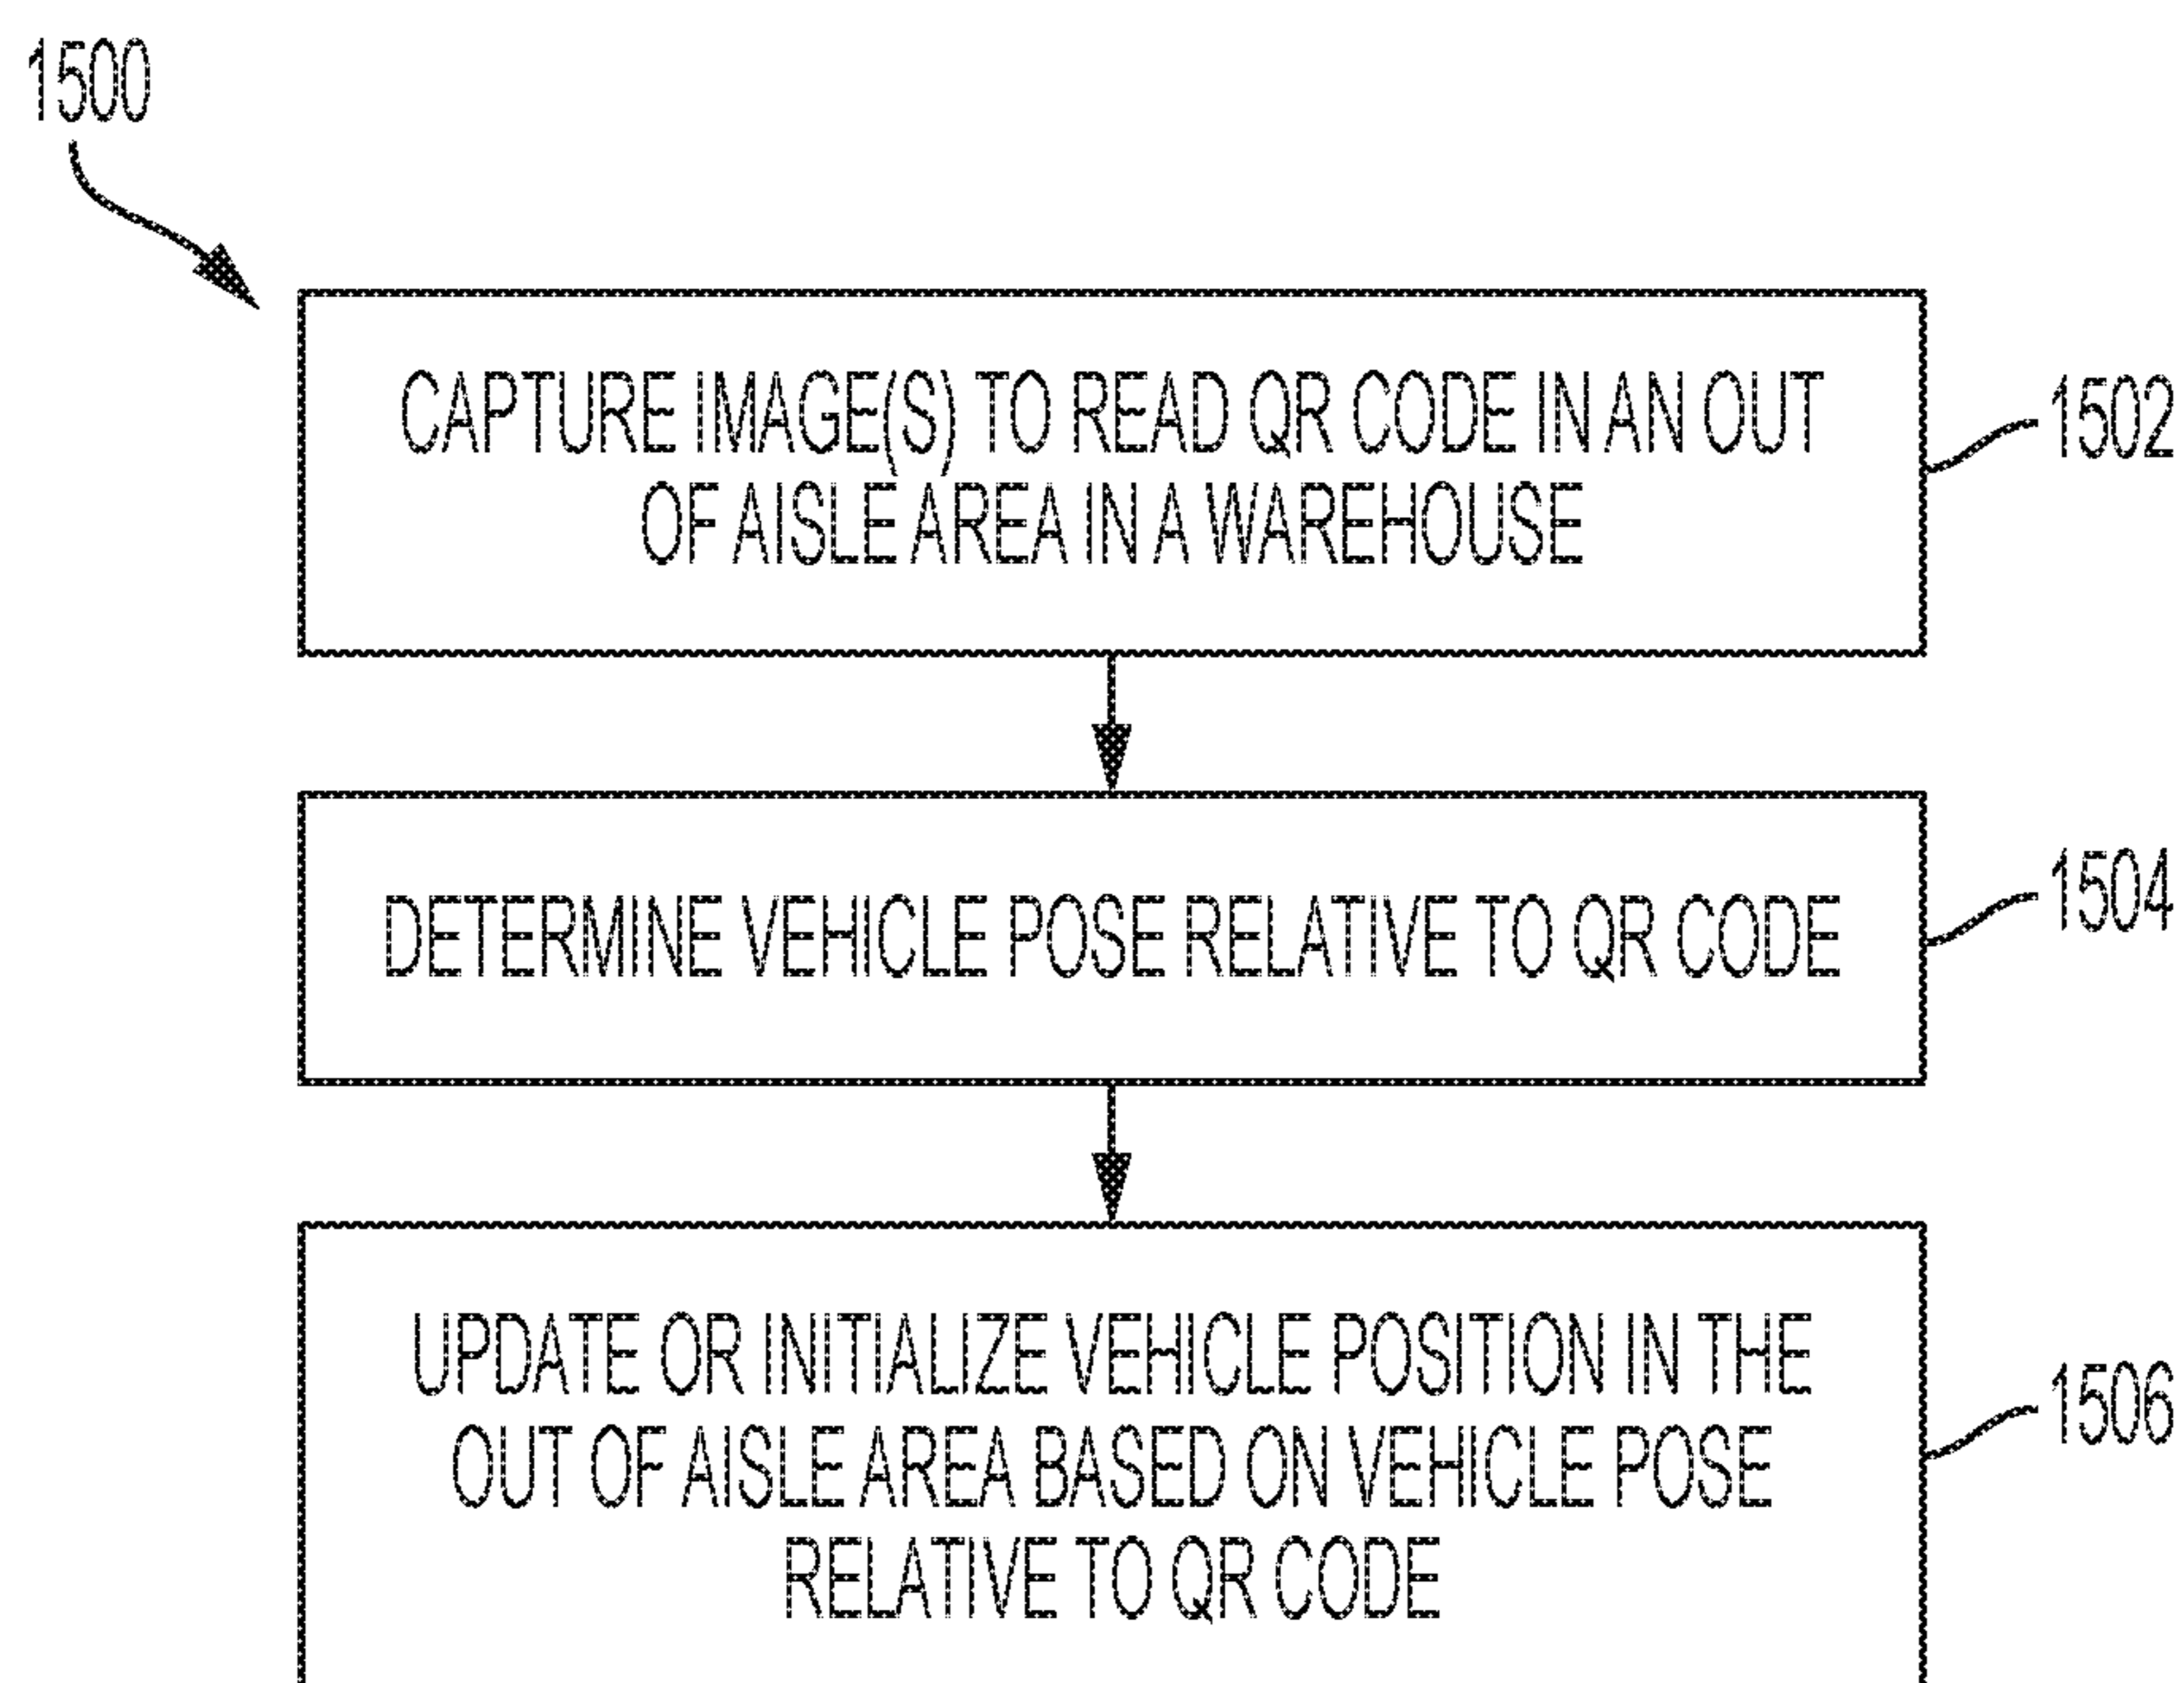 1500
CAPTURE IMAGE(S) TO READ QR CODE IN AN OUT
OF AISLE AREA IN A WAREHOUSE
1502
DETERMINE VEHICLE POSE RELATIVE TO QR CODE
1504
UPDATE OR INITIALIZE VEHICLE POSITION IN THE
OUT OF AISLE AREA BASED ON VEHICLE POSE
RELATIVE TO QR CODE
1506